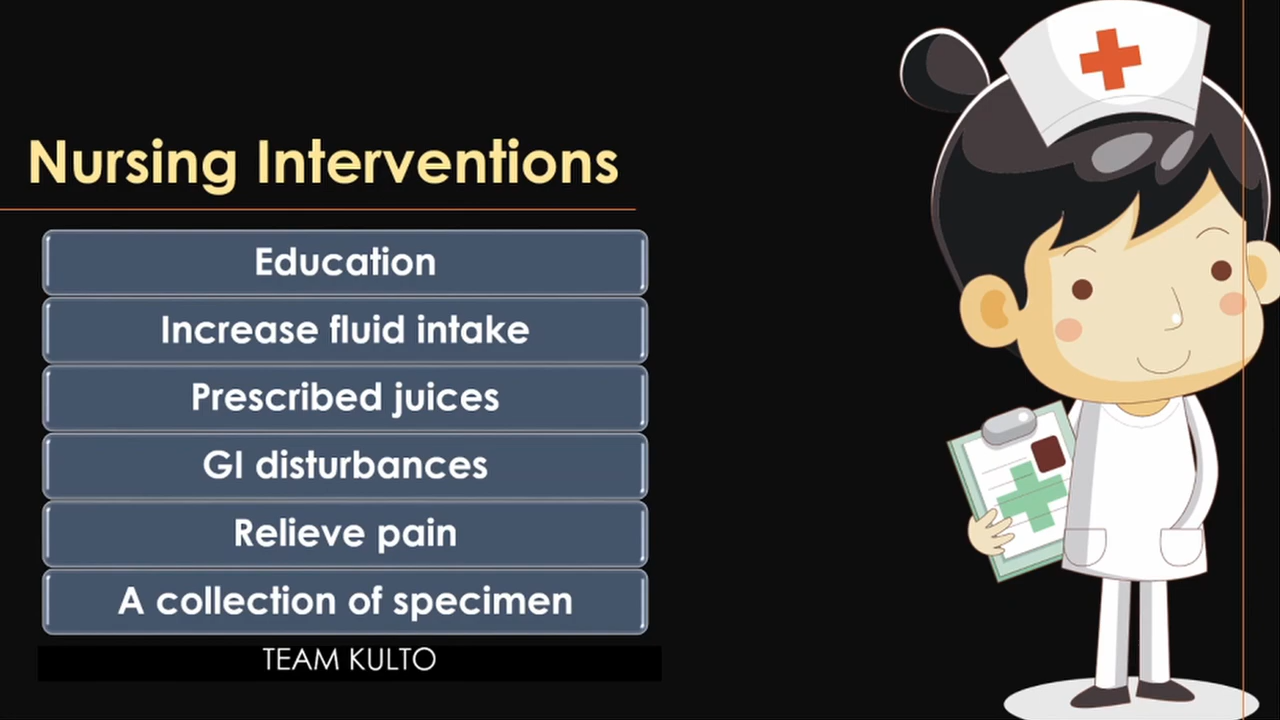 Nursing Interventions
Education
Increase fluid intake
Prescribed juices
GI disturbances
Relieve pain
A collection of specimen
TEAM KULTO